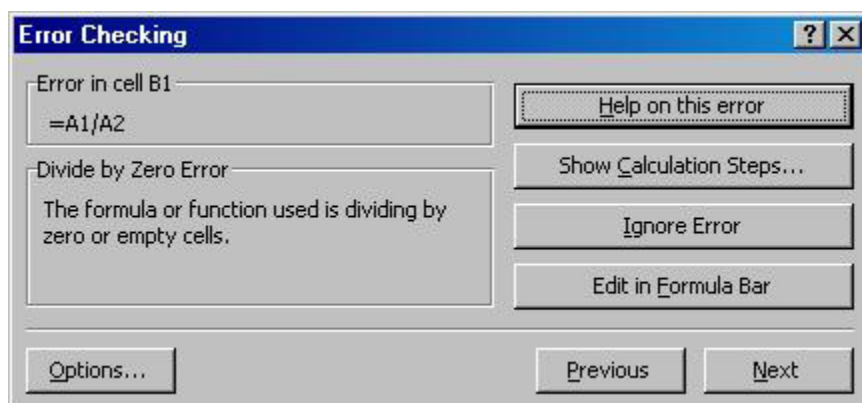 Error Checking
Error in cell B1
=A1/A2
Divide by Zero Error
The formula or function used is dividing by
zero or empty cells.
Help on this error
Show Calculation Steps...
Ignore Error
Edit in Formula Bar
Options...
Previous
Next